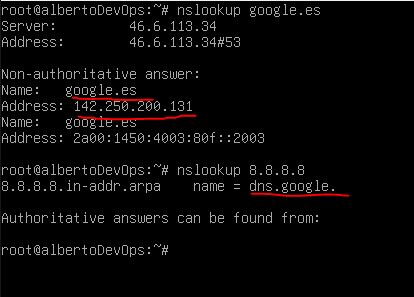 root@albertoDevOps:~# nslookup google.es
Server: 46.6.113.34
Address: 46.6.113.34#53
Non-authoritative answer:
Name: google.es
Address: 142.250.200.131
Name: google.es
Address: 2a00:1450:4003:80f::2003
root@albertoDevOps:~# nslookup 8.8.8.8
8.8.8.8.in-addr.arpa name = dns.google.
Authoritative answers can be found from:
root@albertoDevOps:~#